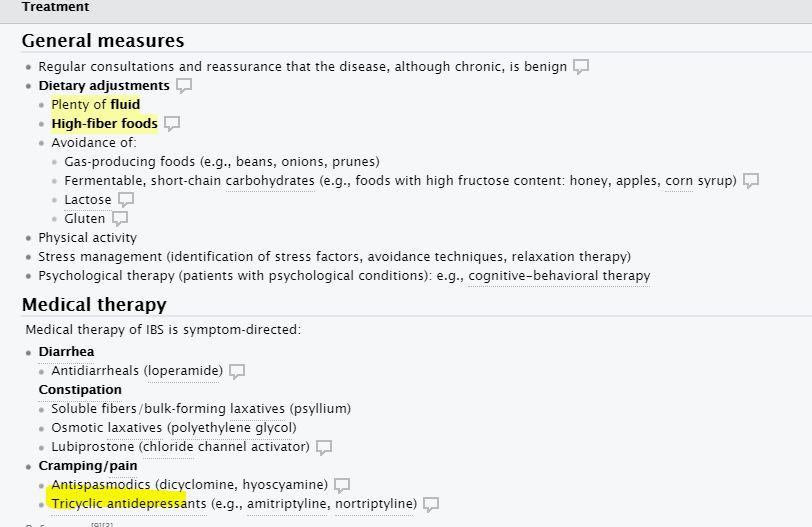 Treatment
General measures
Regular consultations and reassurance that the disease, although chronic, is benign
Dietary adjustments
Plenty of fluid
High-fiber foods
Avoidance of:
Gas-producing foods (e.g., beans, onions, prunes)
Fermentable, short-chain carbohydrates (e.g., foods with high fructose content: honey, apples, corn syrup)
Lactose
Gluten
Physical activity
Stress management (identification of stress factors, avoidance techniques, relaxation therapy)
Psychological therapy (patients with psychological conditions): e.g., cognitive-behavioral therapy
Medical therapy
Medical therapy of IBS is symptom-directed:
Diarrhea
Antidiarrheals (loperamide)
Constipation
Soluble fibers/bulk-forming laxatives (psyllium)
Osmotic laxatives (polyethylene glycol)
Lubiprostone (chloride channel activator)
Cramping/pain
Antispasmodics (dicyclomine, hyoscyamine)
Tricyclic antidepressants (e.g., amitriptyline, nortriptyline)